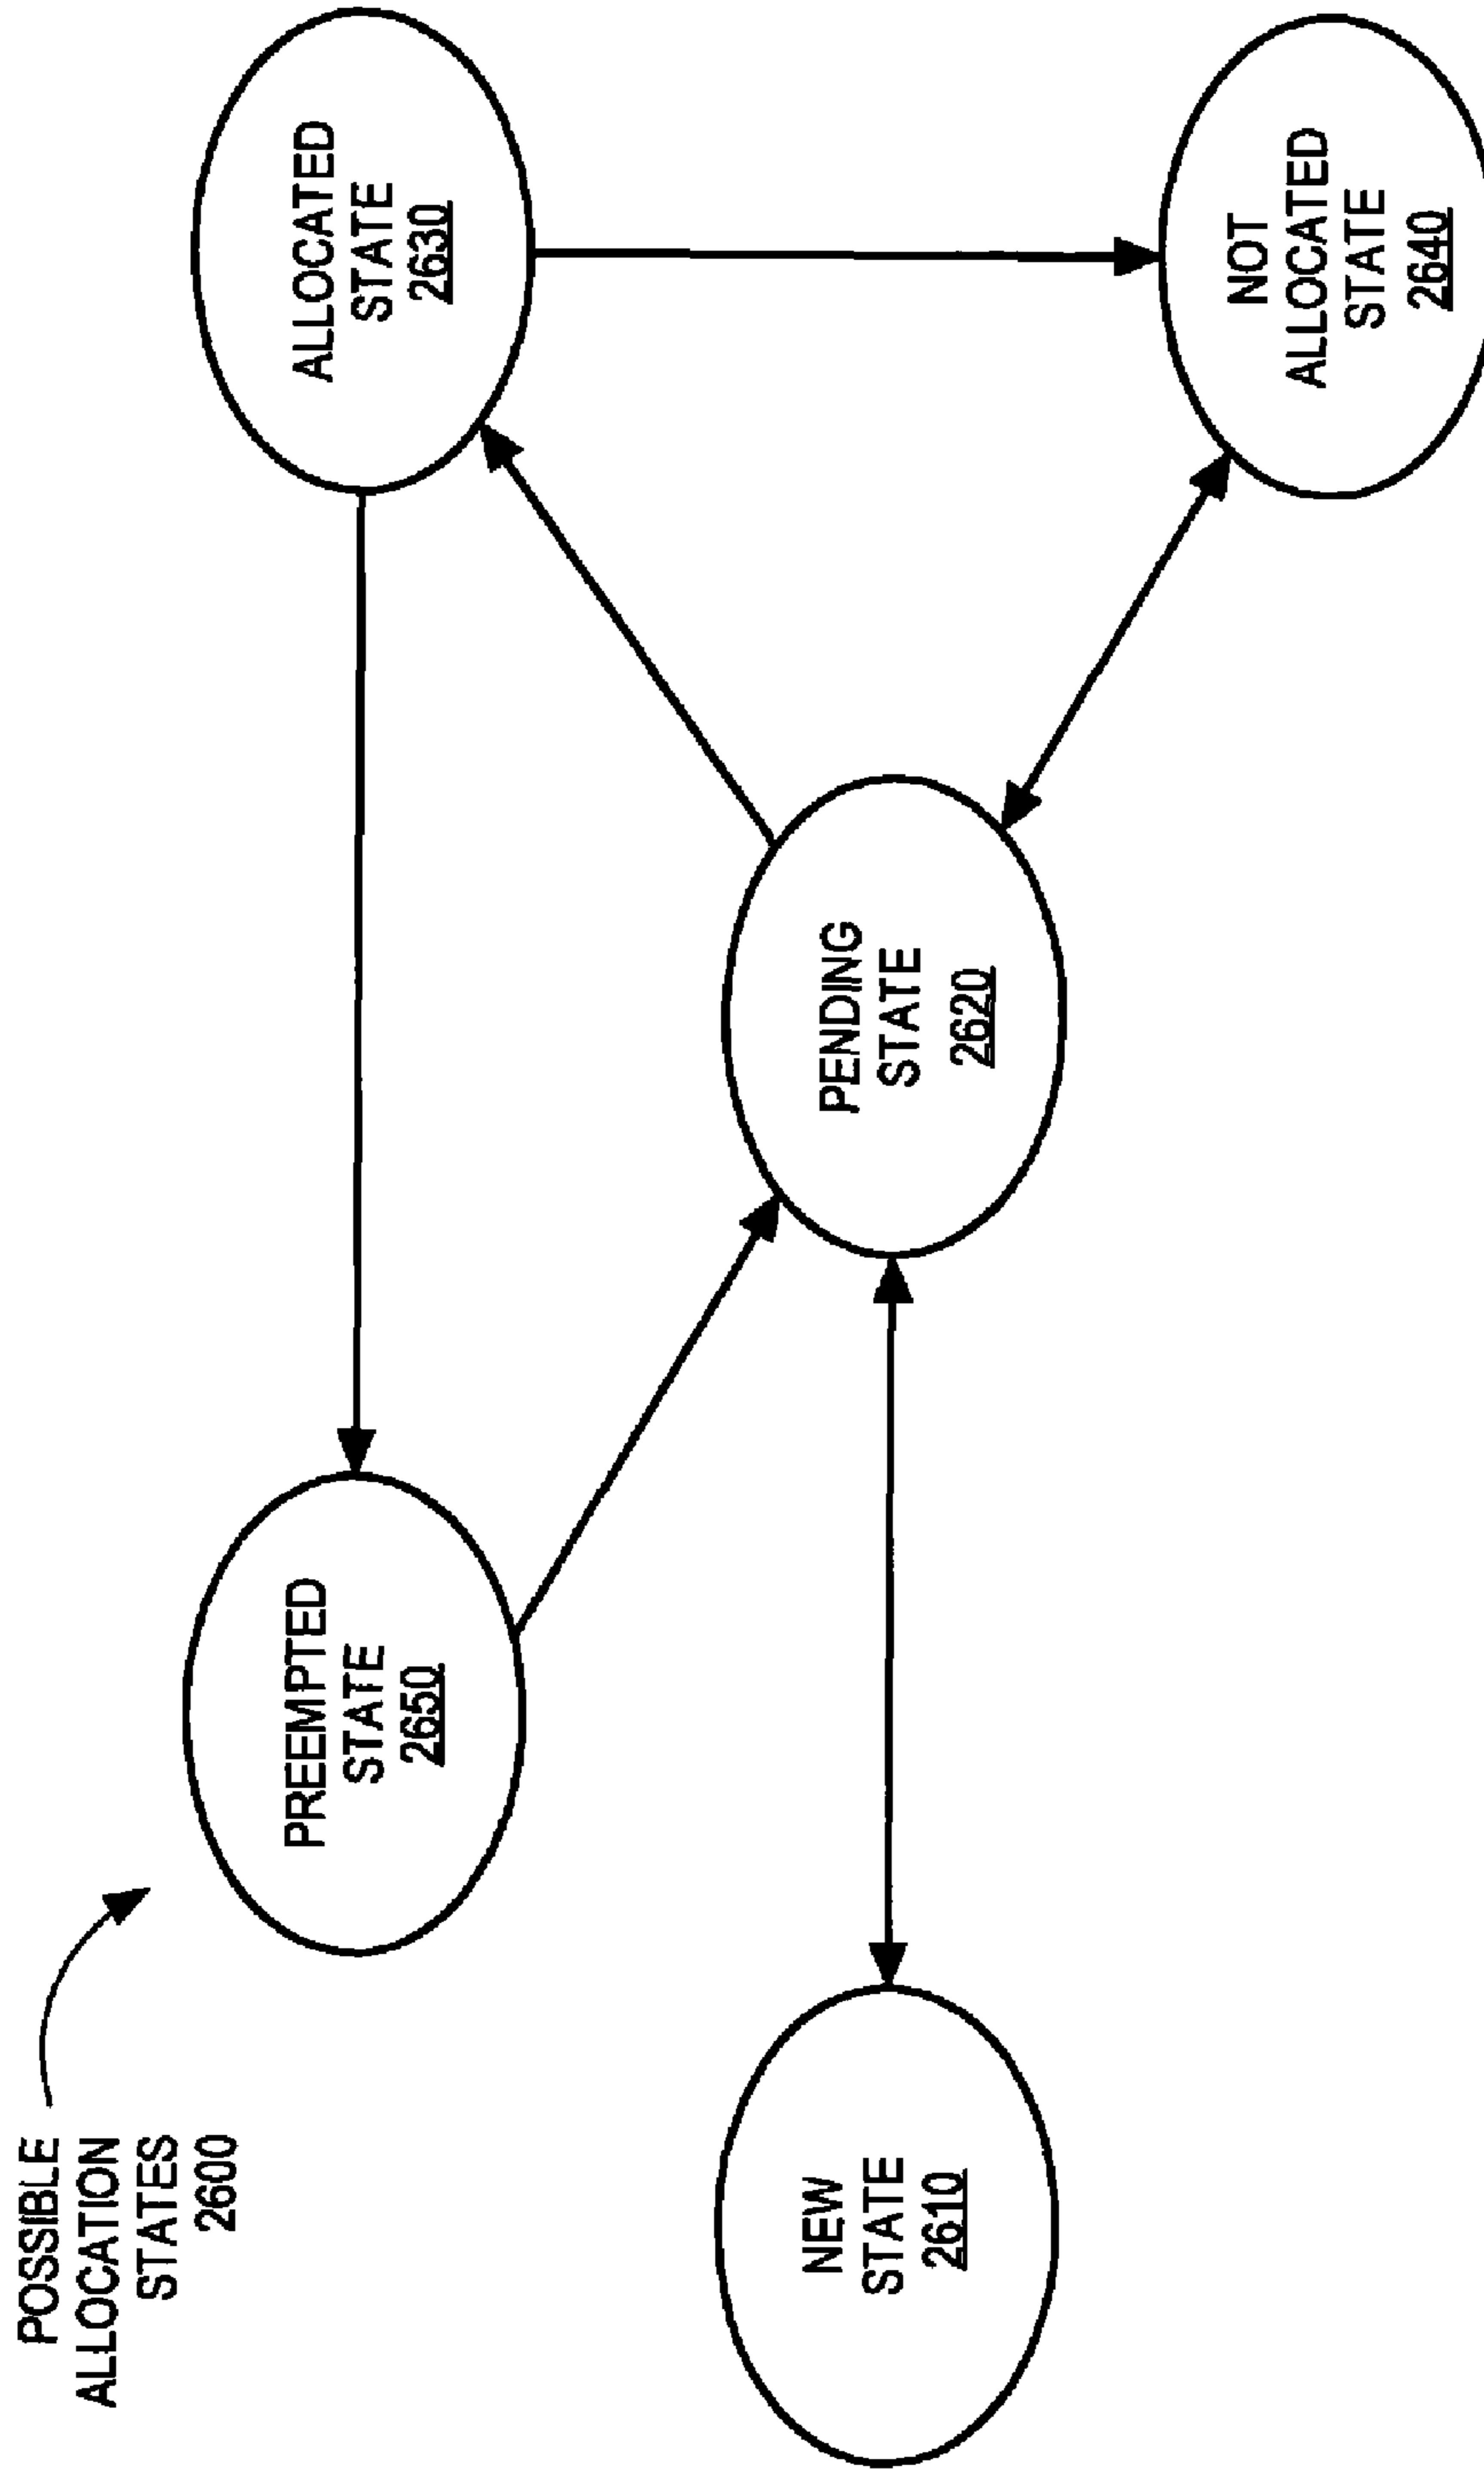 POSSIBLE
ALLOCATION
STATES
2600
PREEMPTED
STATE
2650
ALLOCATED
STATE
2630
NEW
STATE
2610
PENDING
STATE
2620
NOT
ALLOCATED
STATE
2640